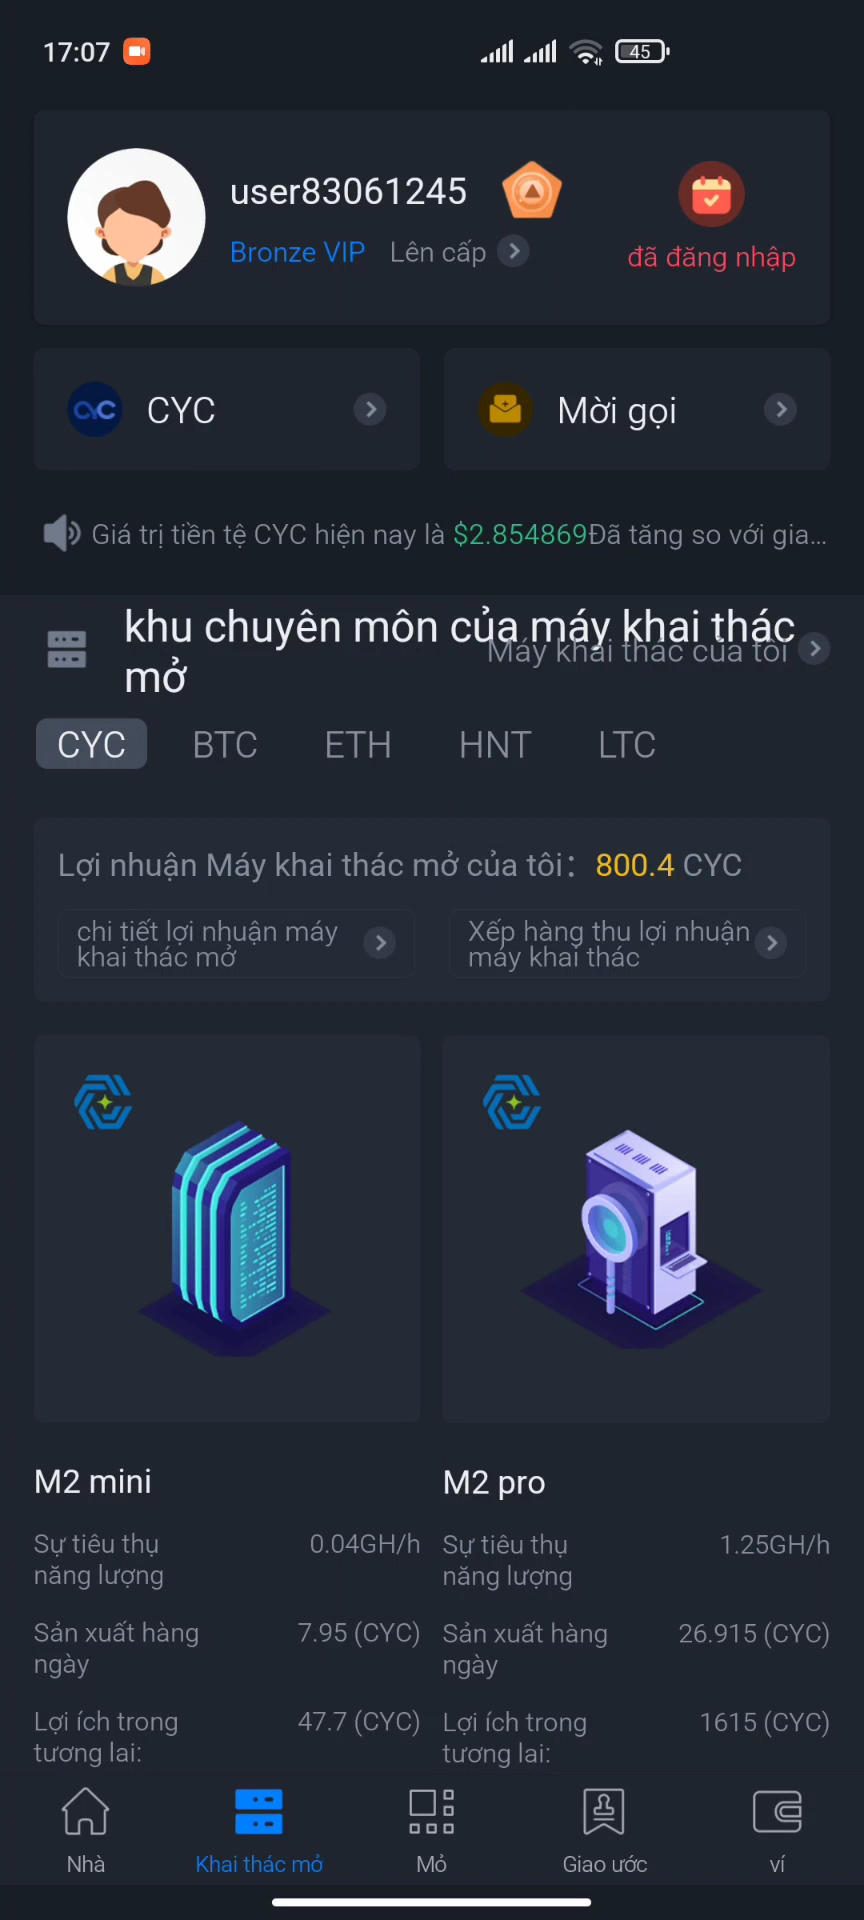 17:07
45
user83061245
Bronze VIP Lên cấp
đã đăng nhập
CYC
CYC
Mời gọi
Giá trị tiền tệ CYC hiện nay là $2.854869Đã tăng so với gia...
khu chuyên môn của máy khai thác mở
Máy khai thác của tôi
CYC BTC ETH HNT LTC
Lợi nhuận Máy khai thác mở của tôi: 800.4 CYC
chi tiết lợi nhuận máy
khai thác mở
Xếp hàng thu lợi nhuận
máy khai thác
M2 mini
Sự tiêu thụ năng lượng 0.04GH/h
Sản xuất hàng ngày 7.95 (CYC)
Lợi ích trong tương lai: 47.7 (CYC)
M2 pro
Sự tiêu thụ năng lượng 1.25GH/h
Sản xuất hàng ngày 26.915 (CYC)
Lợi ích trong tương lai: 1615 (CYC)
Nhà
Khai thác mở
Mỏ
Giao ước
ví